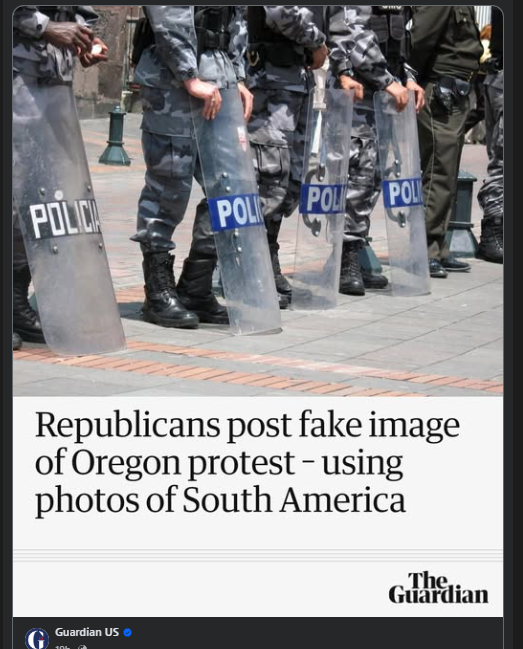 POLICIA
POLI
POLI
POLI
Republicans post fake image
of Oregon protest – using
photos of South America
The
Guardian
G
Guardian US